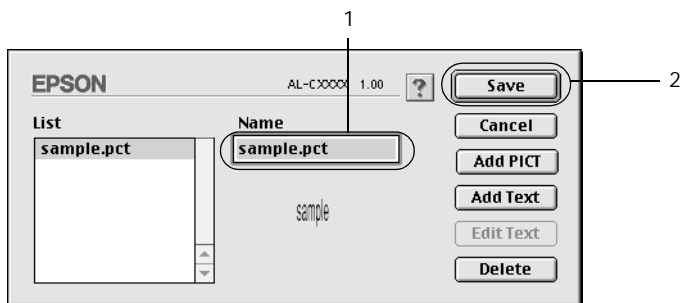 1
EPSON
AL-CXXXX 1.00
?
Save
2
List
Name
Cancel
sample.pct
sample.pct
Add PICT
sample
Add Text
Edit Text
Delete